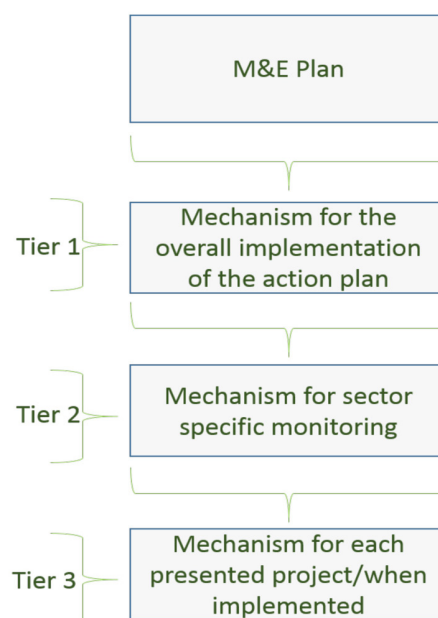 M&E Plan
Tier 1
Mechanism for the
overall implementation
of the action plan
Tier 2
Mechanism for sector
specific monitoring
Tier 3
Mechanism for each
presented project/when
implemented